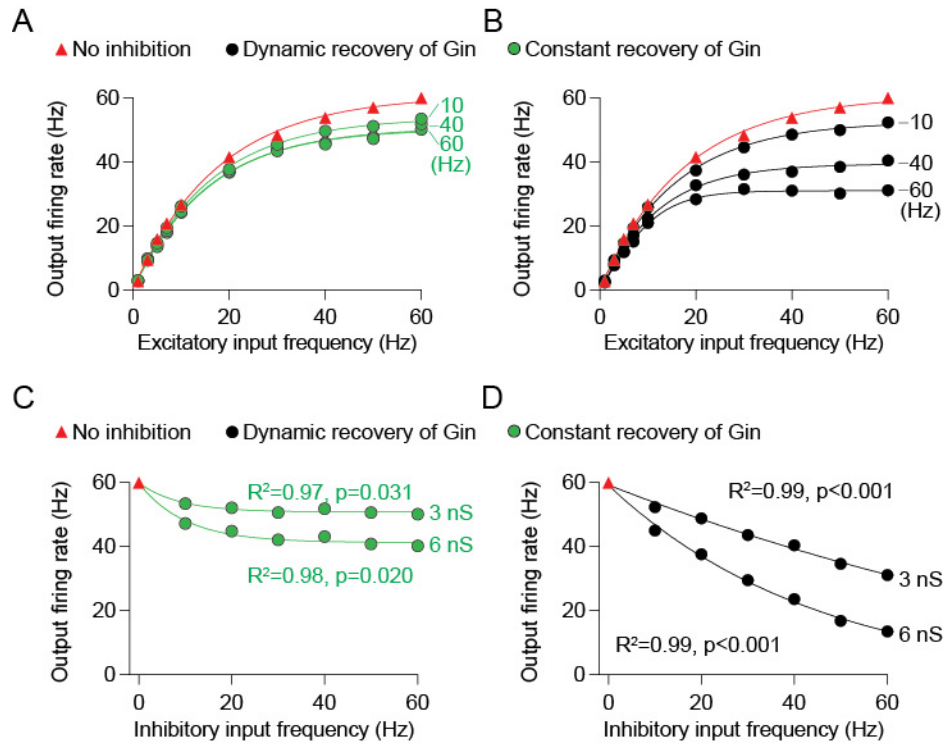 A
B
No inhibition Dynamic recovery of Gin Constant recovery of Gin
Output firing rate (Hz)
60
40
20
0
0 20 40 60
Excitatory input frequency (Hz)
10
40
60
(Hz)
Output firing rate (Hz)
60
40
20
0
0 20 40 60
Excitatory input frequency (Hz)
10
40
60
(Hz)
C
D
No inhibition Dynamic recovery of Gin Constant recovery of Gin
Output firing rate (Hz)
60
40
20
0
0 20 40 60
Inhibitory input frequency (Hz)
R²=0.97, p=0.031
3 nS
6 nS
R²=0.98, p=0.020
Output firing rate (Hz)
60
40
20
0
0 20 40 60
Inhibitory input frequency (Hz)
R²=0.99, p<0.001
3 nS
6 nS
R²=0.99, p<0.001